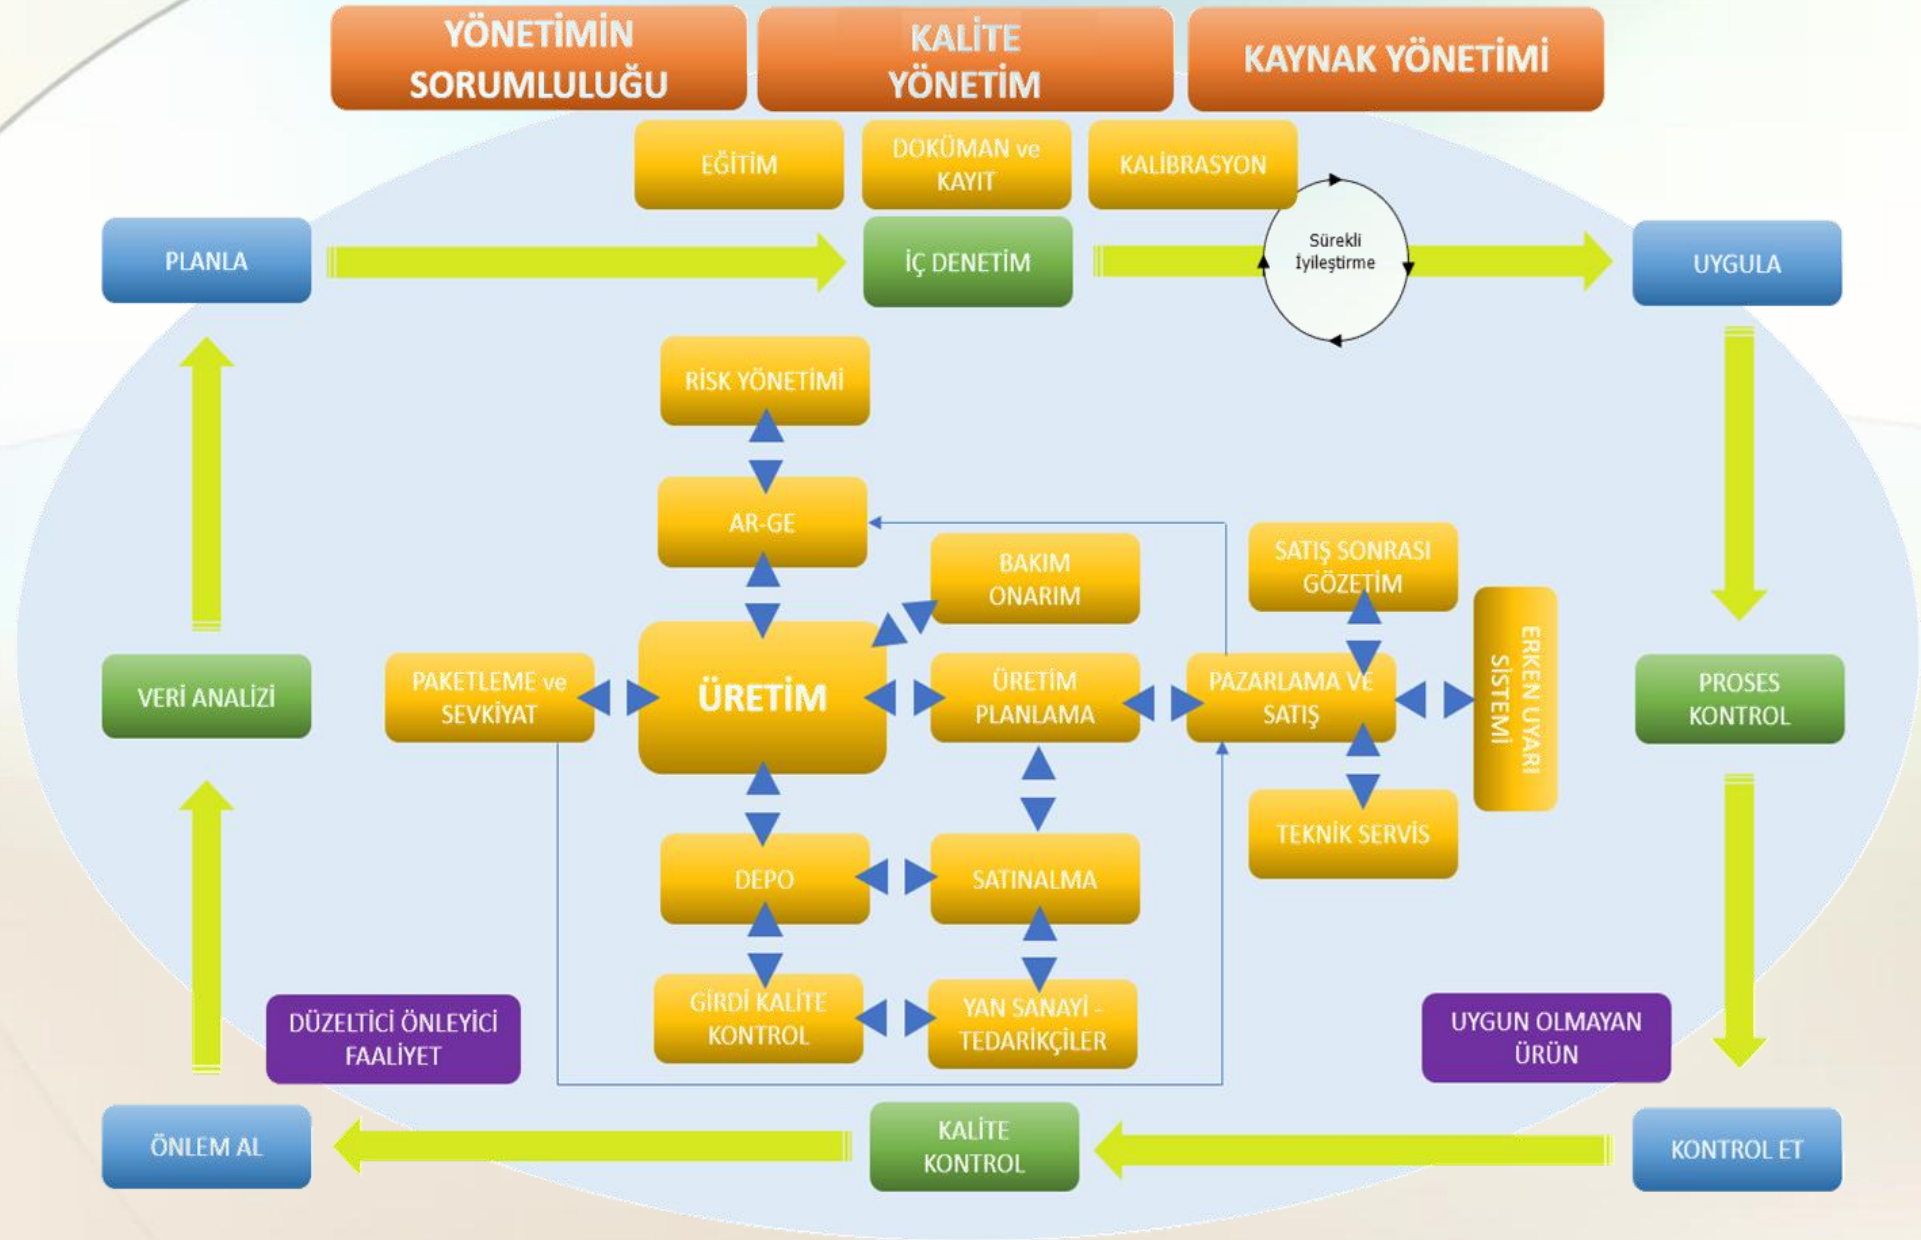 YÖNETİMİN
SORUMLULUĞU
KALİTE
YÖNETİM
KAYNAK YÖNETİMİ
EĞİTİM
DOKÜMAN ve
KAYIT
KALİBRASYON
PLANLA
İÇ DENETİM
Sürekli
İyileştirme
UYGULA
RİSK YÖNETİMİ
AR-GE
BAKIM
ONARIM
SATIŞ SONRASI
GÖZETİM
ERKEN UYARI
SİSTEMİ
VERİ ANALİZİ
PAKETLEME ve
SEVKİYAT
ÜRETİM
ÜRETİM
PLANLAMA
PAZARLAMA VE
SATIŞ
PROSES
KONTROL
TEKNİK SERVİS
DEPO
SATINALMA
GİRDİ KALİTE
KONTROL
YAN SANAYİ -
TEDARİKÇİLER
DÜZELTİCİ ÖNLEYİCİ
FAALİYET
UYGUN OLMAYAN
ÜRÜN
ÖNLEM AL
KALİTE
KONTROL
KONTROL ET